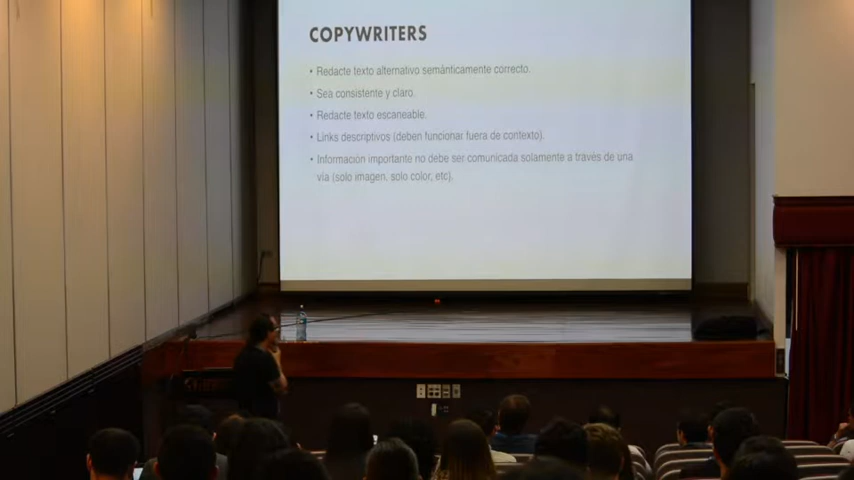 COPYWRITERS
• Redacte texto alternativo semánticamente correcto.
• Sea consistente y claro.
• Redacte texto escaneable.
• Links descriptivos (deben funcionar fuera de contexto).
• Información importante no debe ser comunicada solamente a través de una
vía (solo imagen, solo color, etc).